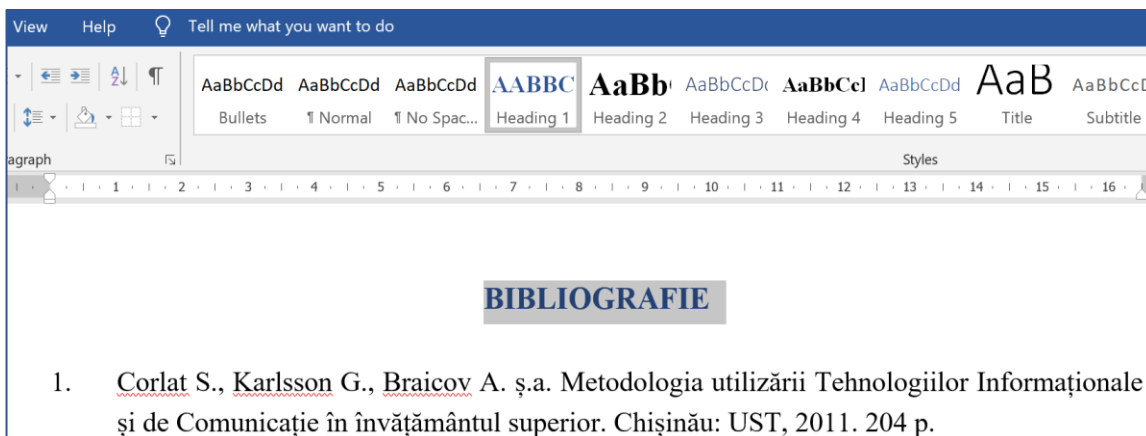 View Help Tell me what you want to do
AaBbCcDd AaBbCcDd AaBbCcDd AABBC AaBb AaBbCcDc AaBbCcI AaBbCcDd AaB AaBbCcD
Bullets ¶ Normal ¶ No Spac... Heading 1 Heading 2 Heading 3 Heading 4 Heading 5 Title Subtitle
agraph Styles
1 2 3 4 5 6 7 8 9 10 11 12 13 14 15 16
BIBLIOGRAFIE
1. Corlat S., Karlsson G., Braicov A. ș.a. Metodologia utilizării Tehnologiilor Informaționale
și de Comunicație în învățământul superior. Chișinău: UST, 2011. 204 p.